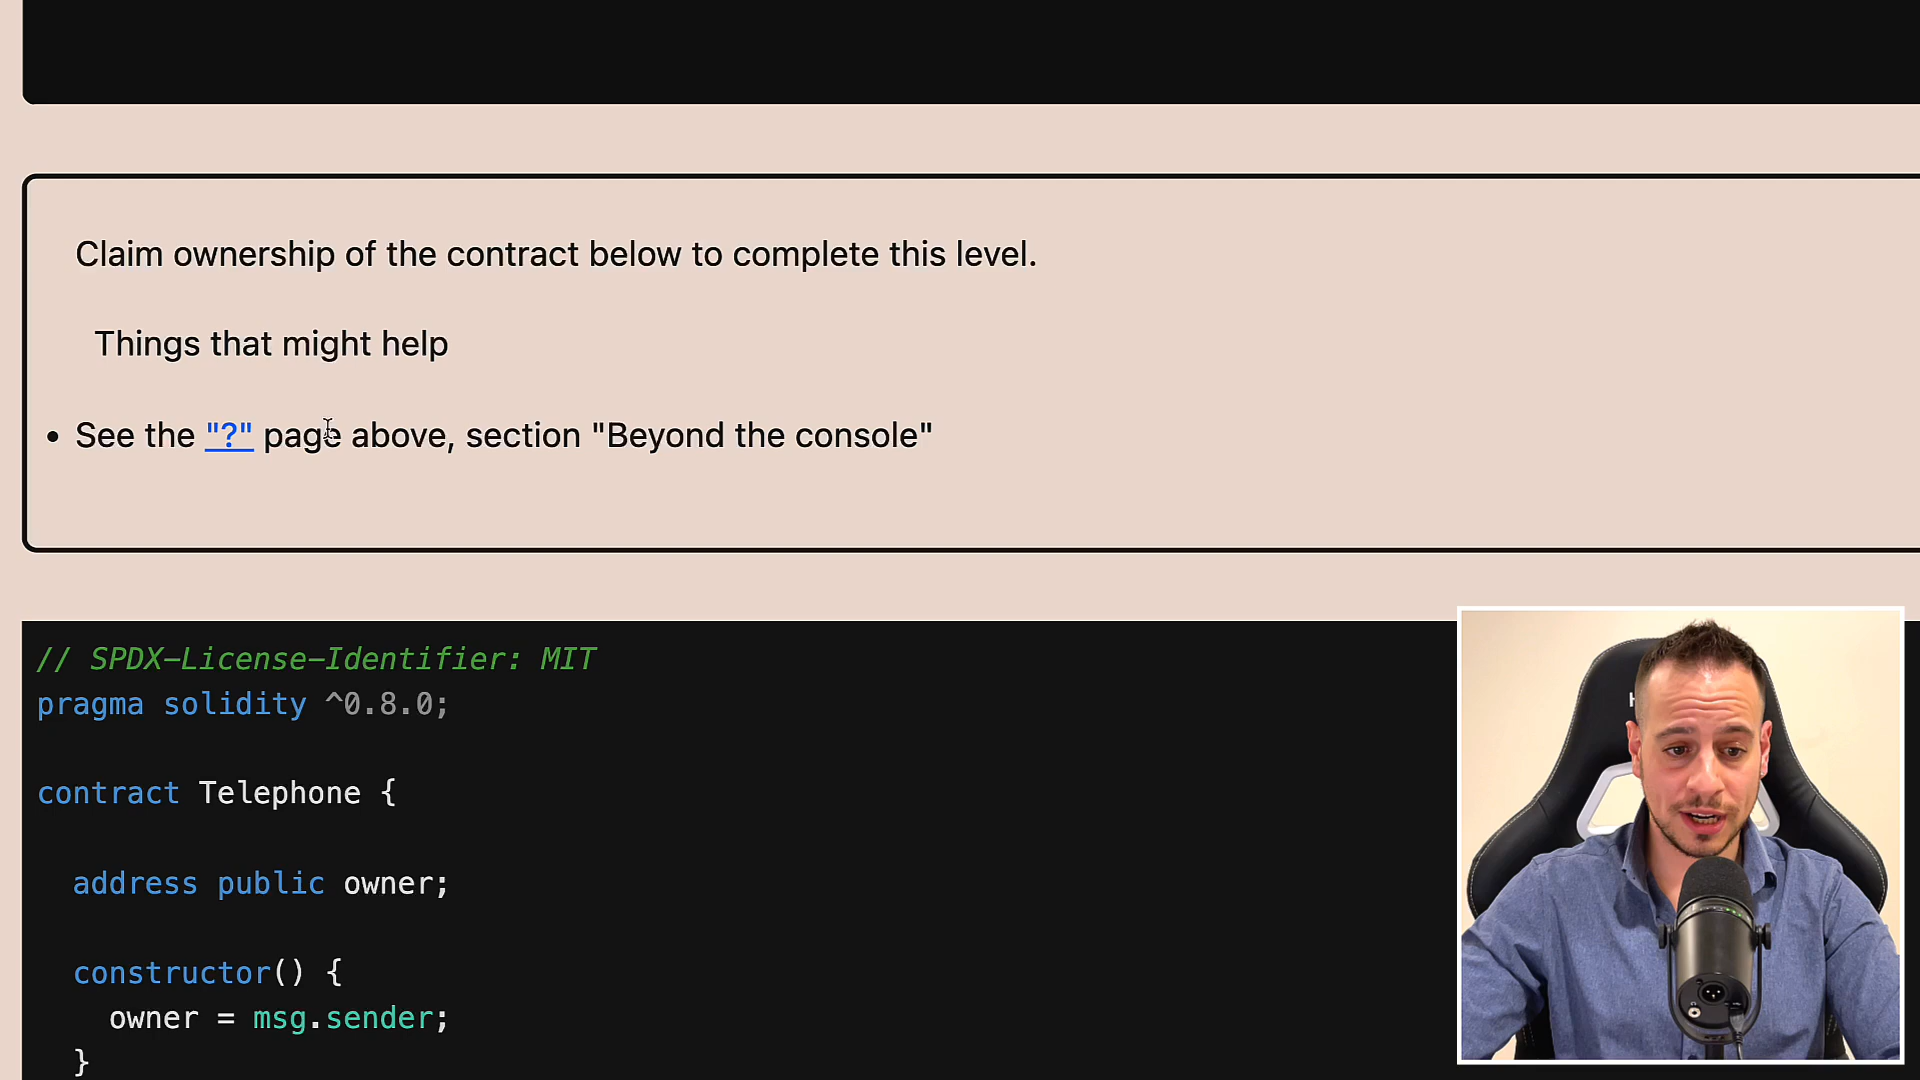 Claim ownership of the contract below to complete this level.
Things that might help
• See the "?" page above, section "Beyond the console"
// SPDX-License-Identifier: MIT
pragma solidity ^0.8.0;
contract Telephone {
address public owner;
constructor() {
owner = msg.sender;
}